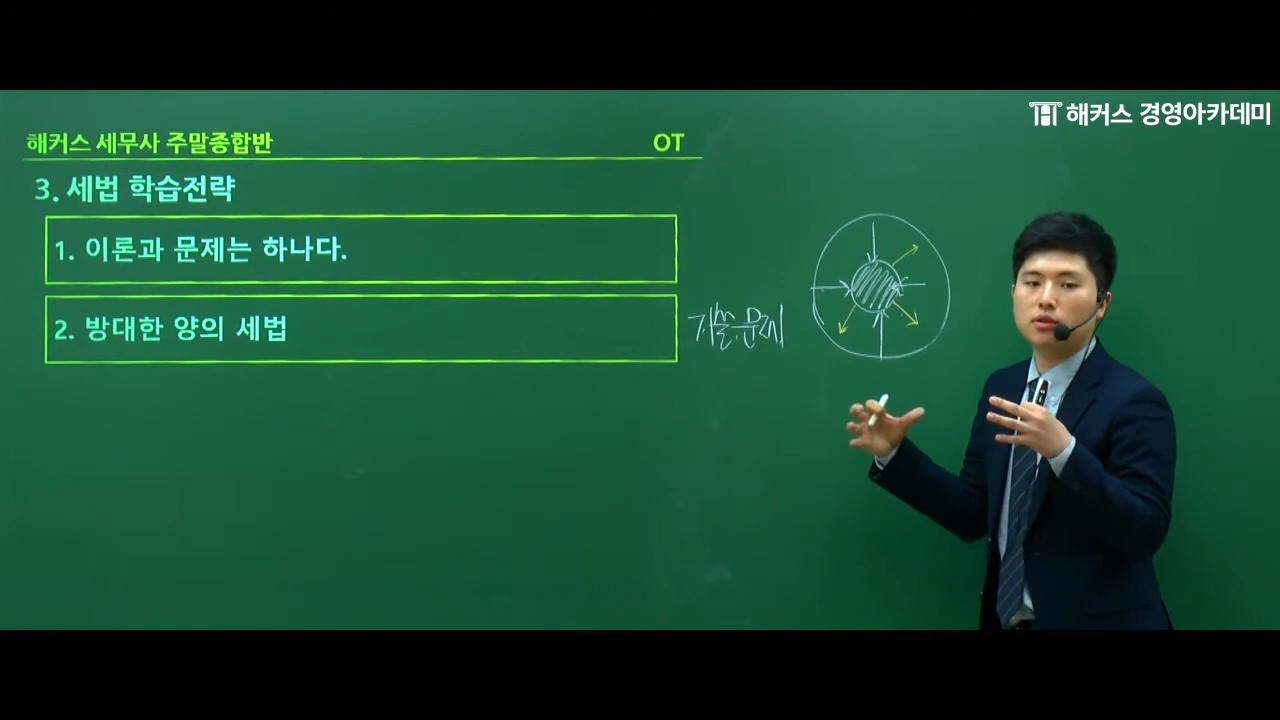 해커스 경영아카데미
해커스 세무사 주말종합반 OT
3. 세법 학습전략
1. 이론과 문제는 하나다.
2. 방대한 양의 세법
기출문제